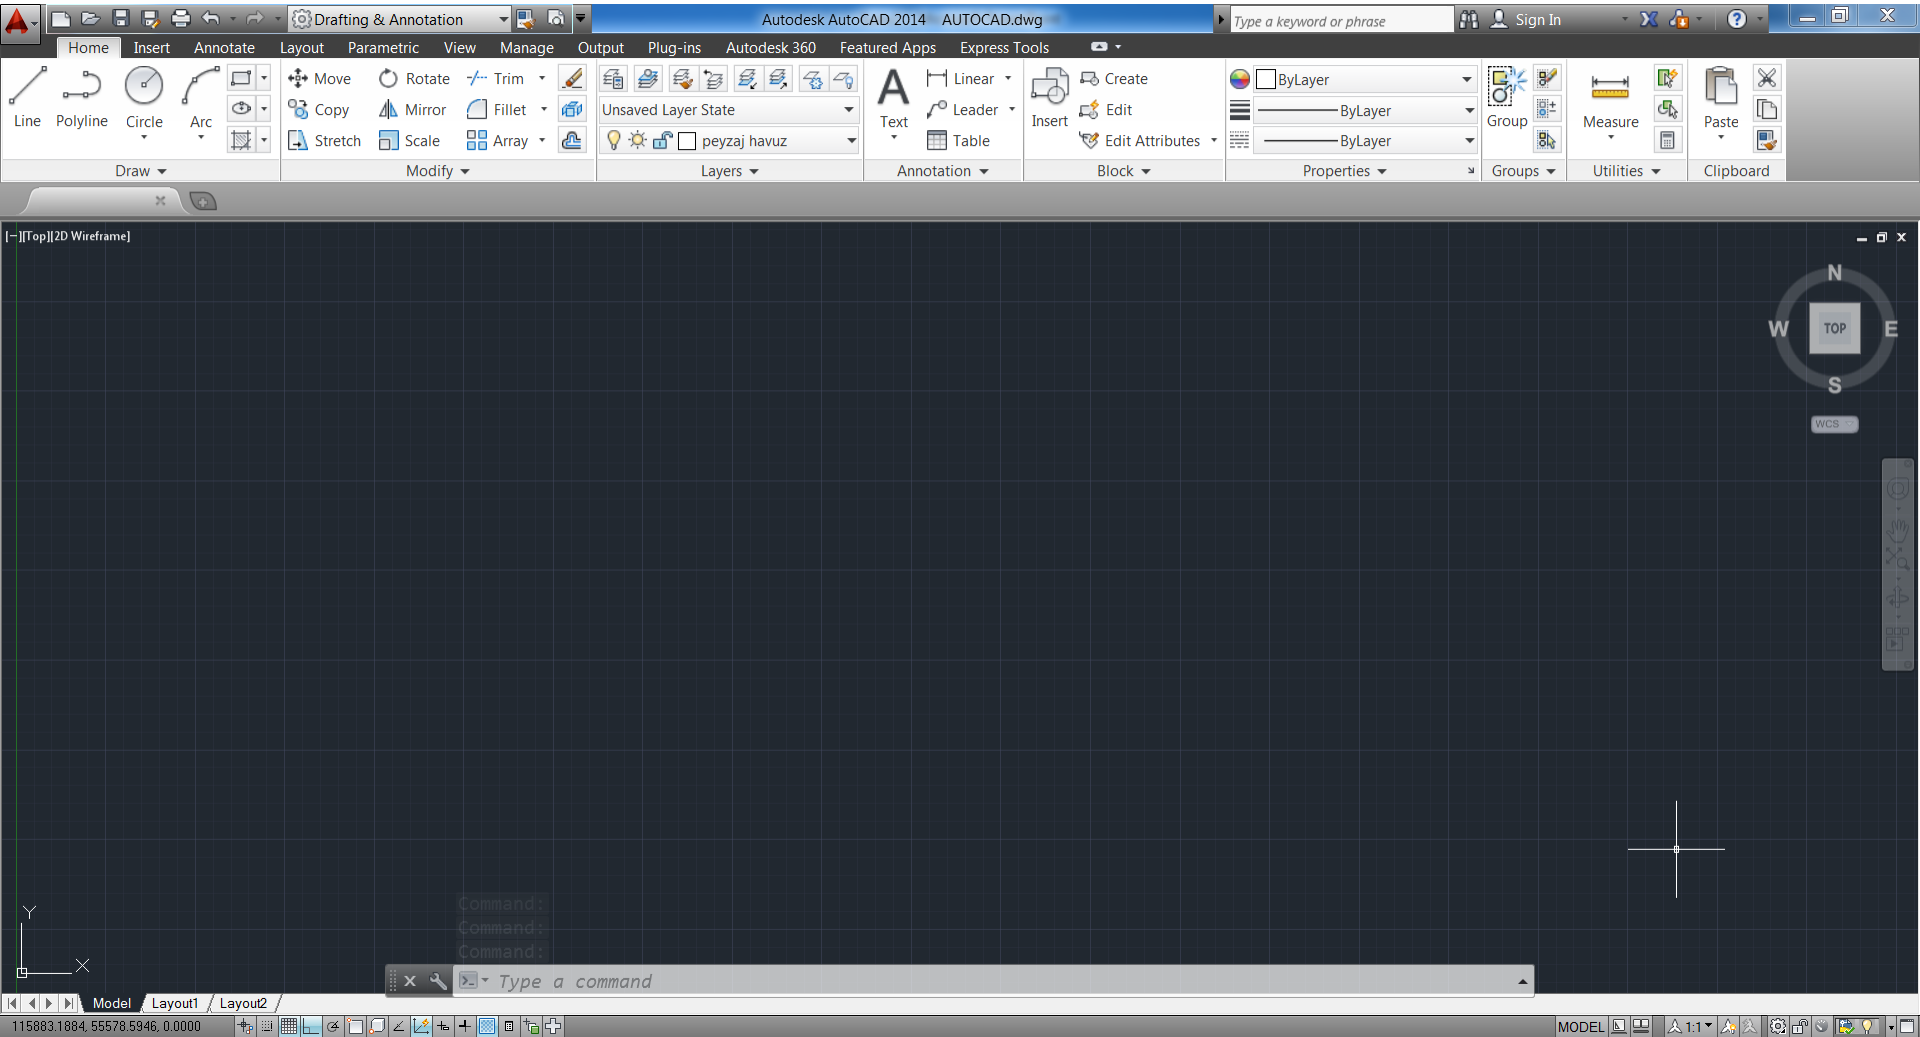 Drafting & Annotation
Autodesk AutoCAD 2014 AUTOCAD.dwg
Type a keyword or phrase
Sign In
Home Insert Annotate Layout Parametric View Manage Output Plug-ins Autodesk 360 Featured Apps Express Tools
Line Polyline Circle Arc
Draw
Move Rotate Trim
Copy Mirror Fillet
Stretch Scale Array
Modify
Unsaved Layer State
peyzaj havuz
Layers
Text
Linear
Leader
Table
Annotation
Insert
Create
Edit
Edit Attributes
Block
ByLayer
ByLayer
ByLayer
Properties
Group
Groups
Measure
Utilities
Paste
Clipboard
[−][Top][2D Wireframe]
N
W TOP E
S
WCS
Y
X
Command:
Command:
Command:
Type a command
Model Layout1 Layout2
115883.1884, 55578.5946, 0.0000
MODEL
1:1